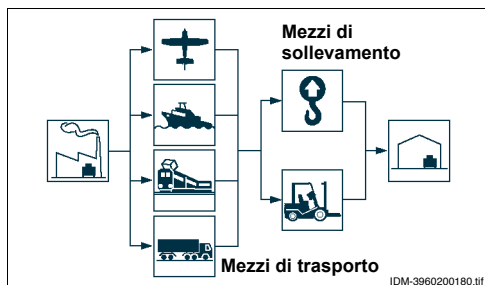 Mezzi di
sollevamento
Mezzi di trasporto
IDM-3960200180.tif